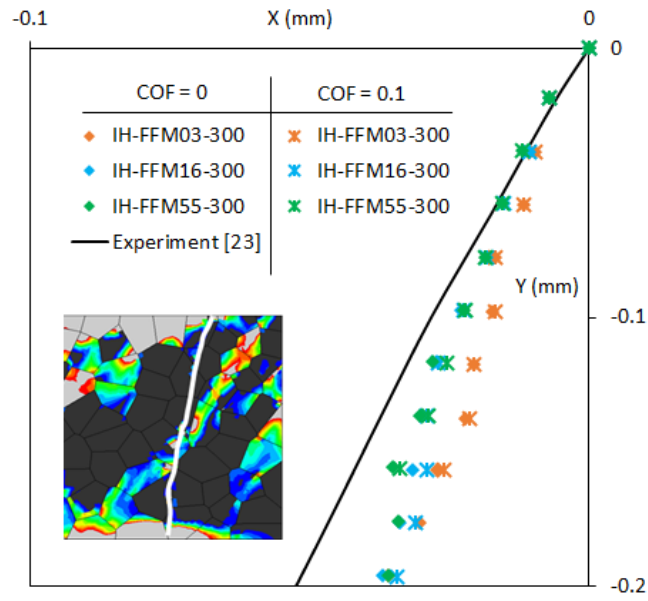 -0.1 X (mm) 0
0
COF = 0 COF = 0.1
IH-FFM03-300 IH-FFM03-300
IH-FFM16-300 IH-FFM16-300
IH-FFM55-300 IH-FFM55-300
Experiment [23]
Y (mm)
-0.1
-0.2